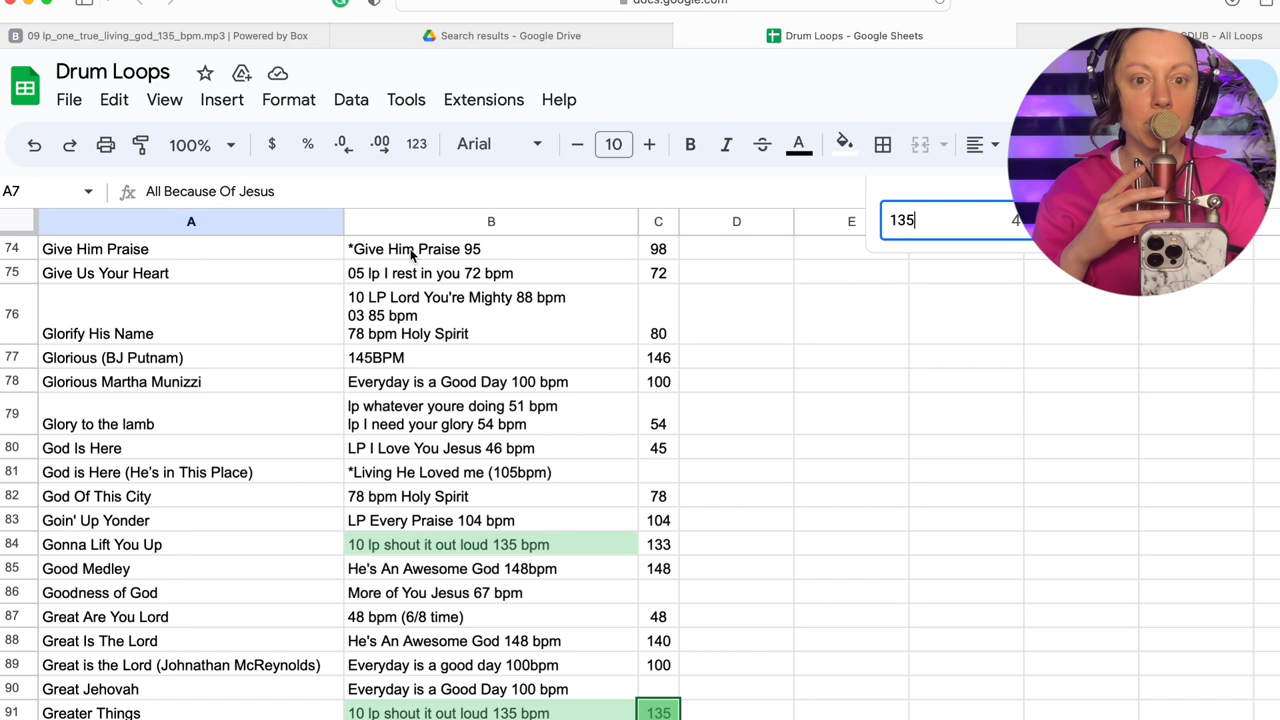 docs.google.com
09 lp_one_true_living_god_135_bpm.mp3 | Powered by Box
Search results - Google Drive
Drum Loops - Google Sheets
DUB - All Loops
Drum Loops
File Edit View Insert Format Data Tools Extensions Help
100% $ % .0 .00 123 Arial 10 B I S A
A7 fx All Because Of Jesus
135 4
A B C D E
74 Give Him Praise *Give Him Praise 95 98
75 Give Us Your Heart 05 lp I rest in you 72 bpm 72
10 LP Lord You're Mighty 88 bpm
03 85 bpm
76 Glorify His Name 78 bpm Holy Spirit 80
77 Glorious (BJ Putnam) 145BPM 146
78 Glorious Martha Munizzi Everyday is a Good Day 100 bpm 100
lp whatever youre doing 51 bpm
79 Glory to the lamb lp I need your glory 54 bpm 54
80 God Is Here LP I Love You Jesus 46 bpm 45
81 God is Here (He's in This Place) *Living He Loved me (105bpm)
82 God Of This City 78 bpm Holy Spirit 78
83 Goin' Up Yonder LP Every Praise 104 bpm 104
84 Gonna Lift You Up 10 lp shout it out loud 135 bpm 133
85 Good Medley He's An Awesome God 148bpm 148
86 Goodness of God More of You Jesus 67 bpm
87 Great Are You Lord 48 bpm (6/8 time) 48
88 Great Is The Lord He's An Awesome God 148 bpm 140
89 Great is the Lord (Johnathan McReynolds) Everyday is a good day 100bpm 100
90 Great Jehovah Everyday is a Good Day 100 bpm
91 Greater Things 10 lp shout it out loud 135 bpm 135